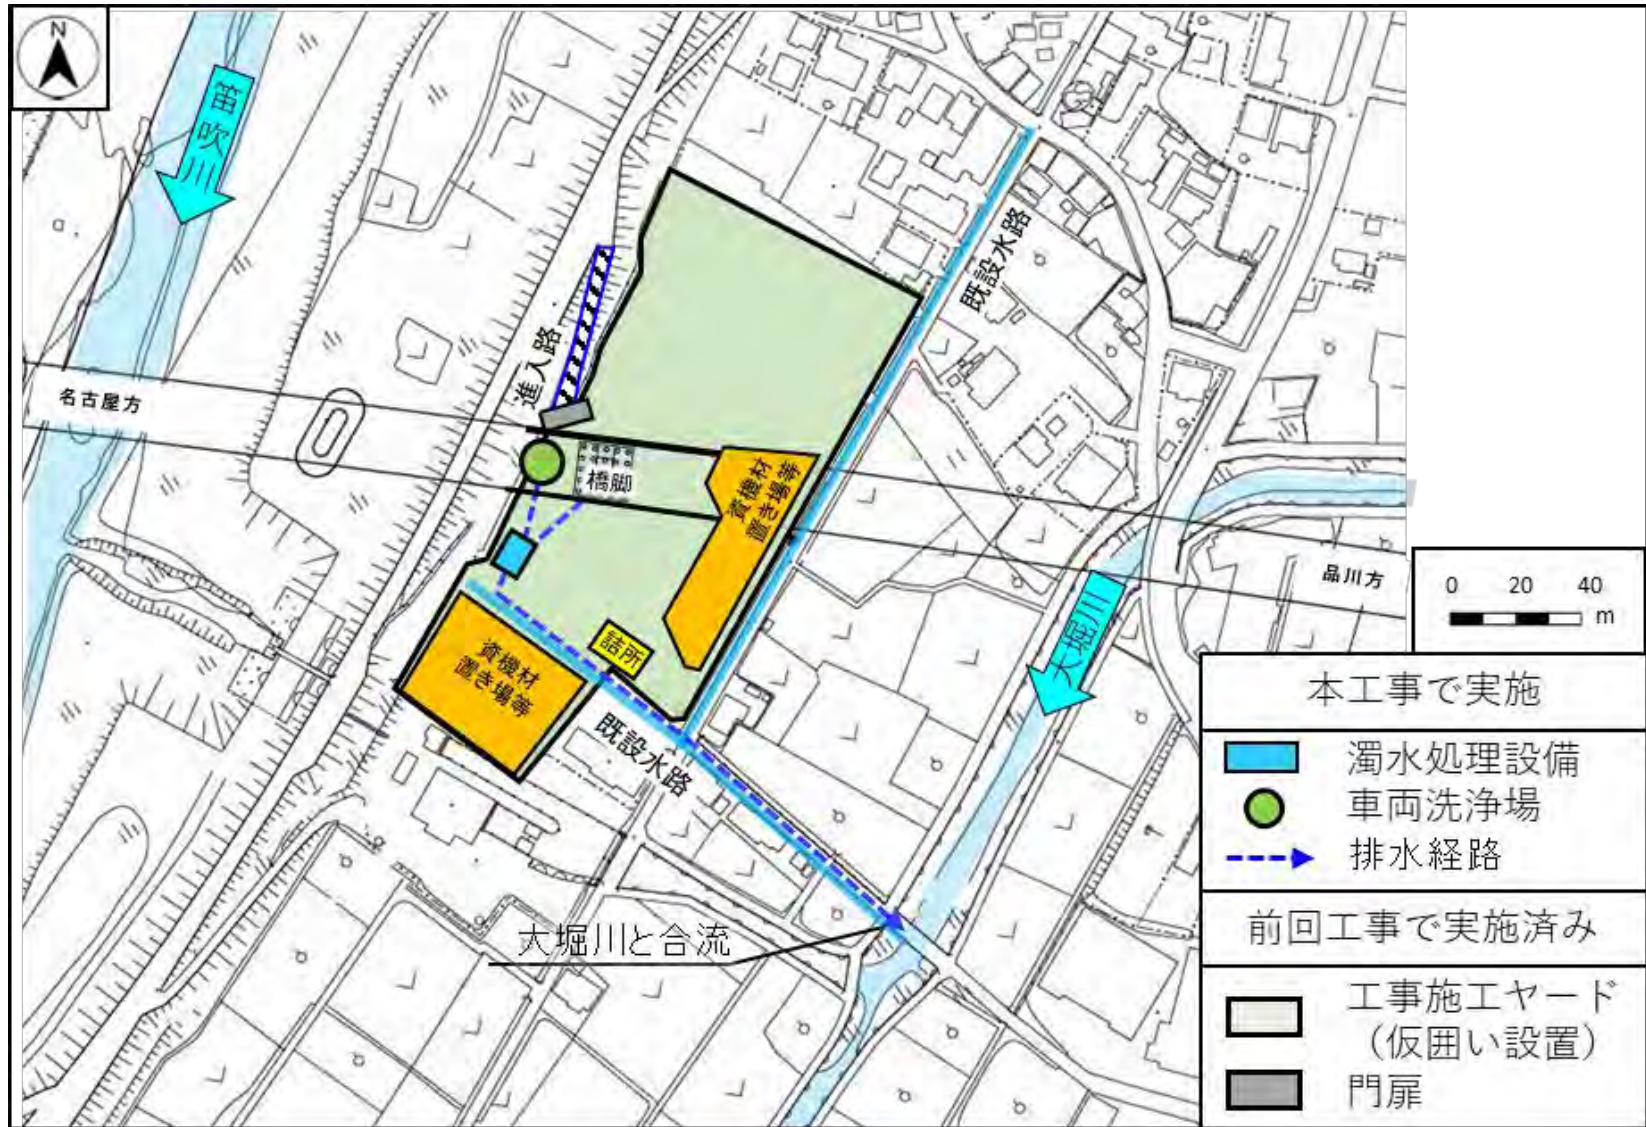 N
笛吹川
既設水路
進入路
名古屋方
橋脚
資機材
置き場等
品川方
0 20 40
m
大堀川
詰所
資機材
置き場等
既設水路
大堀川と合流
本工事で実施
濁水処理設備
車両洗浄場
排水経路
前回工事で実施済み
工事施工ヤード
（仮囲い設置）
門扉